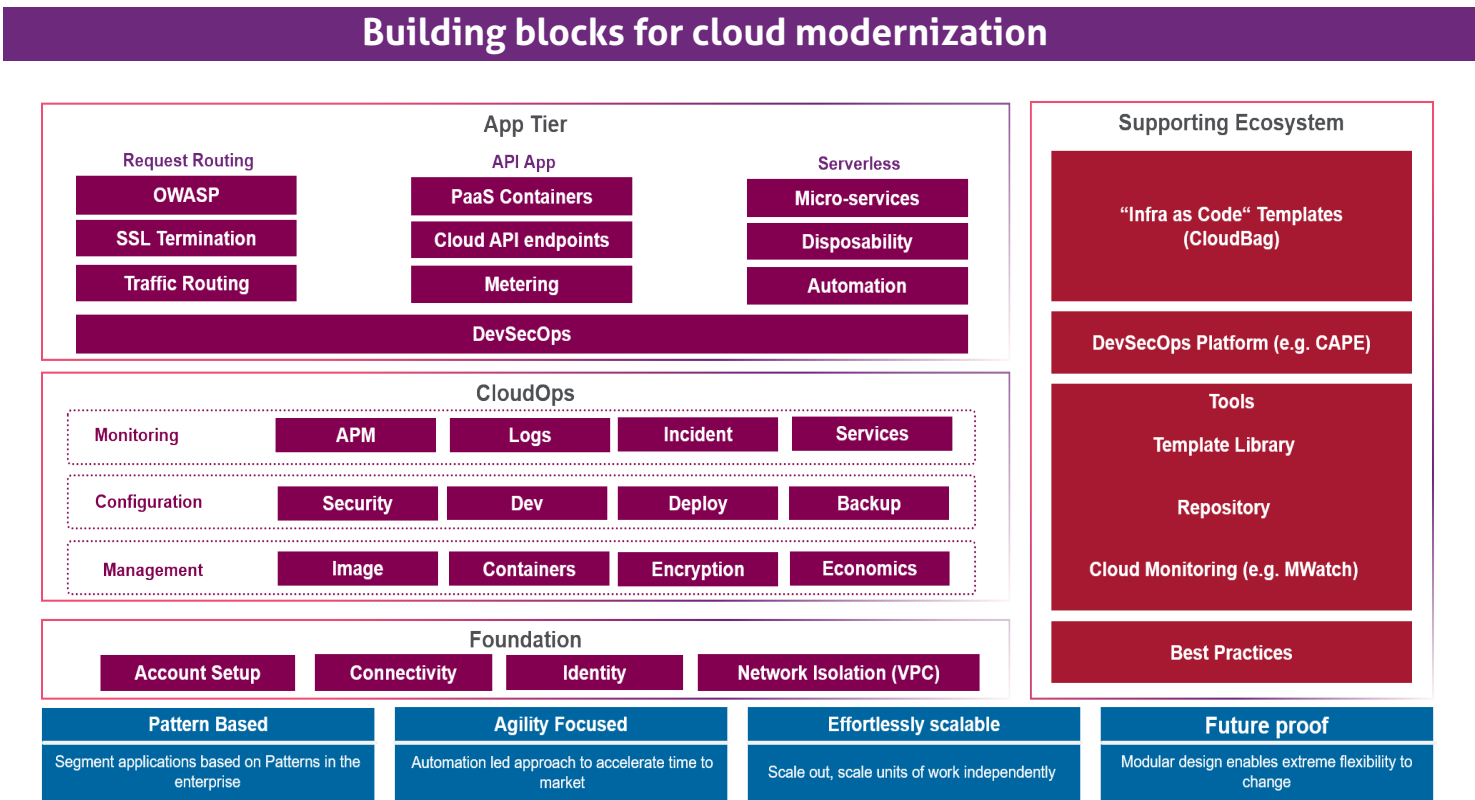 Building blocks for cloud modernization
App Tier
Request Routing
OWASP
SSL Termination
Traffic Routing
API App
PaaS Containers
Cloud API endpoints
Metering
Serverless
Micro-services
Disposability
Automation
DevSecOps
CloudOps
Monitoring
APM
Logs
Incident
Services
Configuration
Security
Dev
Deploy
Backup
Management
Image
Containers
Encryption
Economics
Foundation
Account Setup
Connectivity
Identity
Network Isolation (VPC)
Supporting Ecosystem
“Infra as Code“ Templates
(CloudBag)
DevSecOps Platform (e.g. CAPE)
Tools
Template Library
Repository
Cloud Monitoring (e.g. MWatch)
Best Practices
Pattern Based
Segment applications based on Patterns in the
enterprise
Agility Focused
Automation led approach to accelerate time to
market
Effortlessly scalable
Scale out, scale units of work independently
Future proof
Modular design enables extreme flexibility to
change